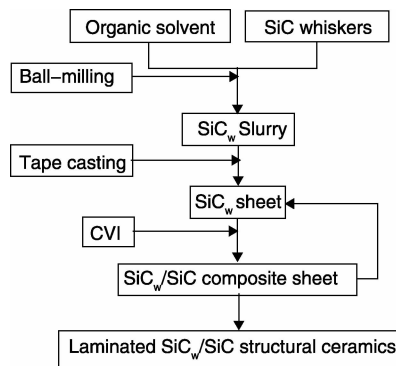 Organic solvent
SiC whiskers
Ball–milling
SiCw Slurry
Tape casting
SiCw sheet
CVI
SiCw/SiC composite sheet
Laminated SiCw/SiC structural ceramics